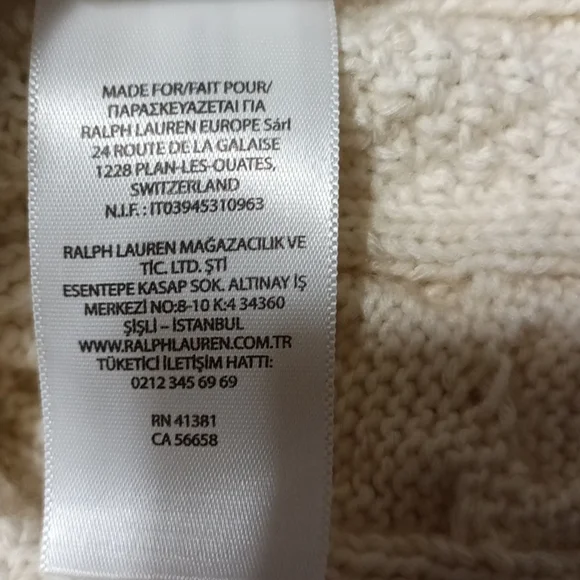 MADE FOR/FAIT POUR/
ΠΑΡΑΣΚΕΥΑΖΕΤΑΙ ΓΙΑ
RALPH LAUREN EUROPE Sárl
24 ROUTE DE LA GALAISE
1228 PLAN-LES-OUATES,
SWITZERLAND
N.I.F. : IT03945310963
RALPH LAUREN MAĞAZACILIK VE
TİC. LTD. ŞTİ
ESENTEPE KASAP SOK. ALTINAY İŞ
MERKEZİ NO:8-10 K:4 34360
ŞİŞLİ – İSTANBUL
WWW.RALPHLAUREN.COM.TR
TÜKETİCİ İLETİŞİM HATTI:
0212 345 69 69
RN 41381
CA 56658